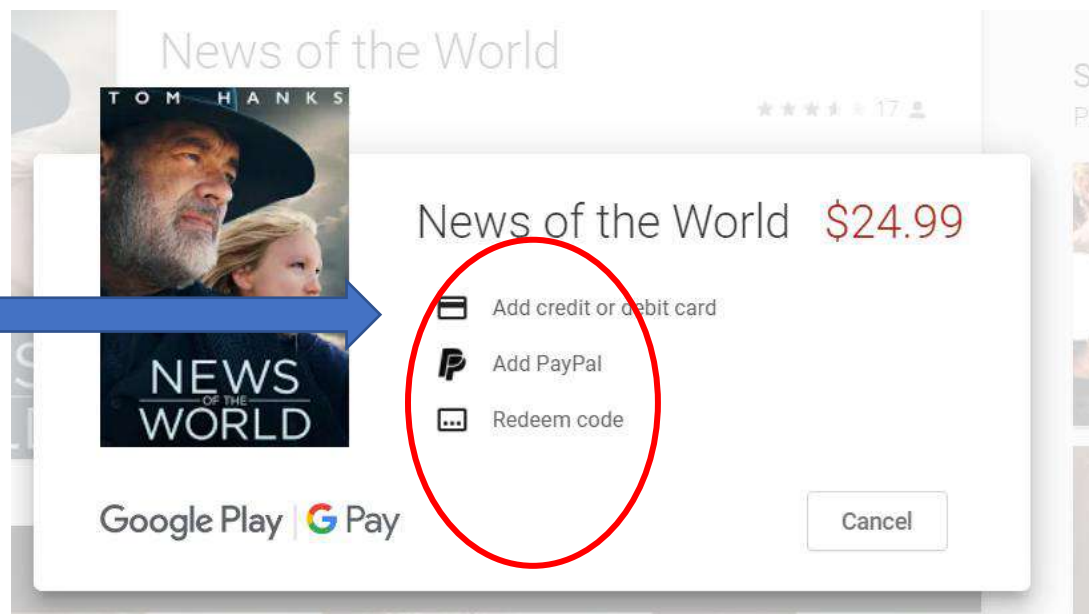 News of the World
17
TOM HANKS
News of the World $24.99
Add credit or debit card
Add PayPal
Redeem code
NEWS
OF THE
WORLD
Google Play G Pay
Cancel